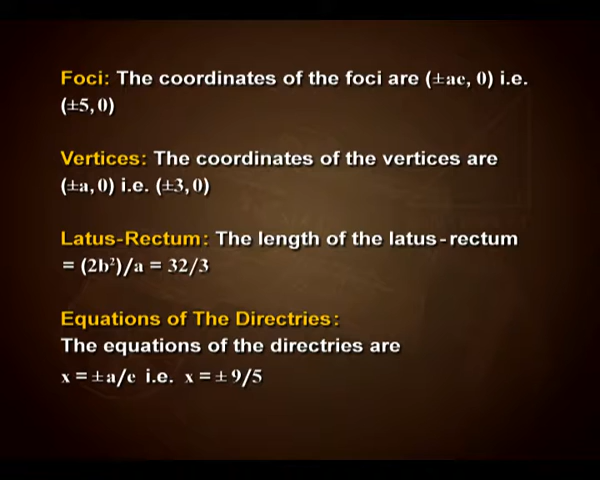 Foci: The coordinates of the foci are (±ae, 0) i.e.
(±5, 0)
Vertices: The coordinates of the vertices are
(±a, 0) i.e. (±3, 0)
Latus-Rectum: The length of the latus-rectum
= (2b²)/a = 32/3
Equations of The Directries:
The equations of the directries are
x = ±a/e i.e. x = ± 9/5